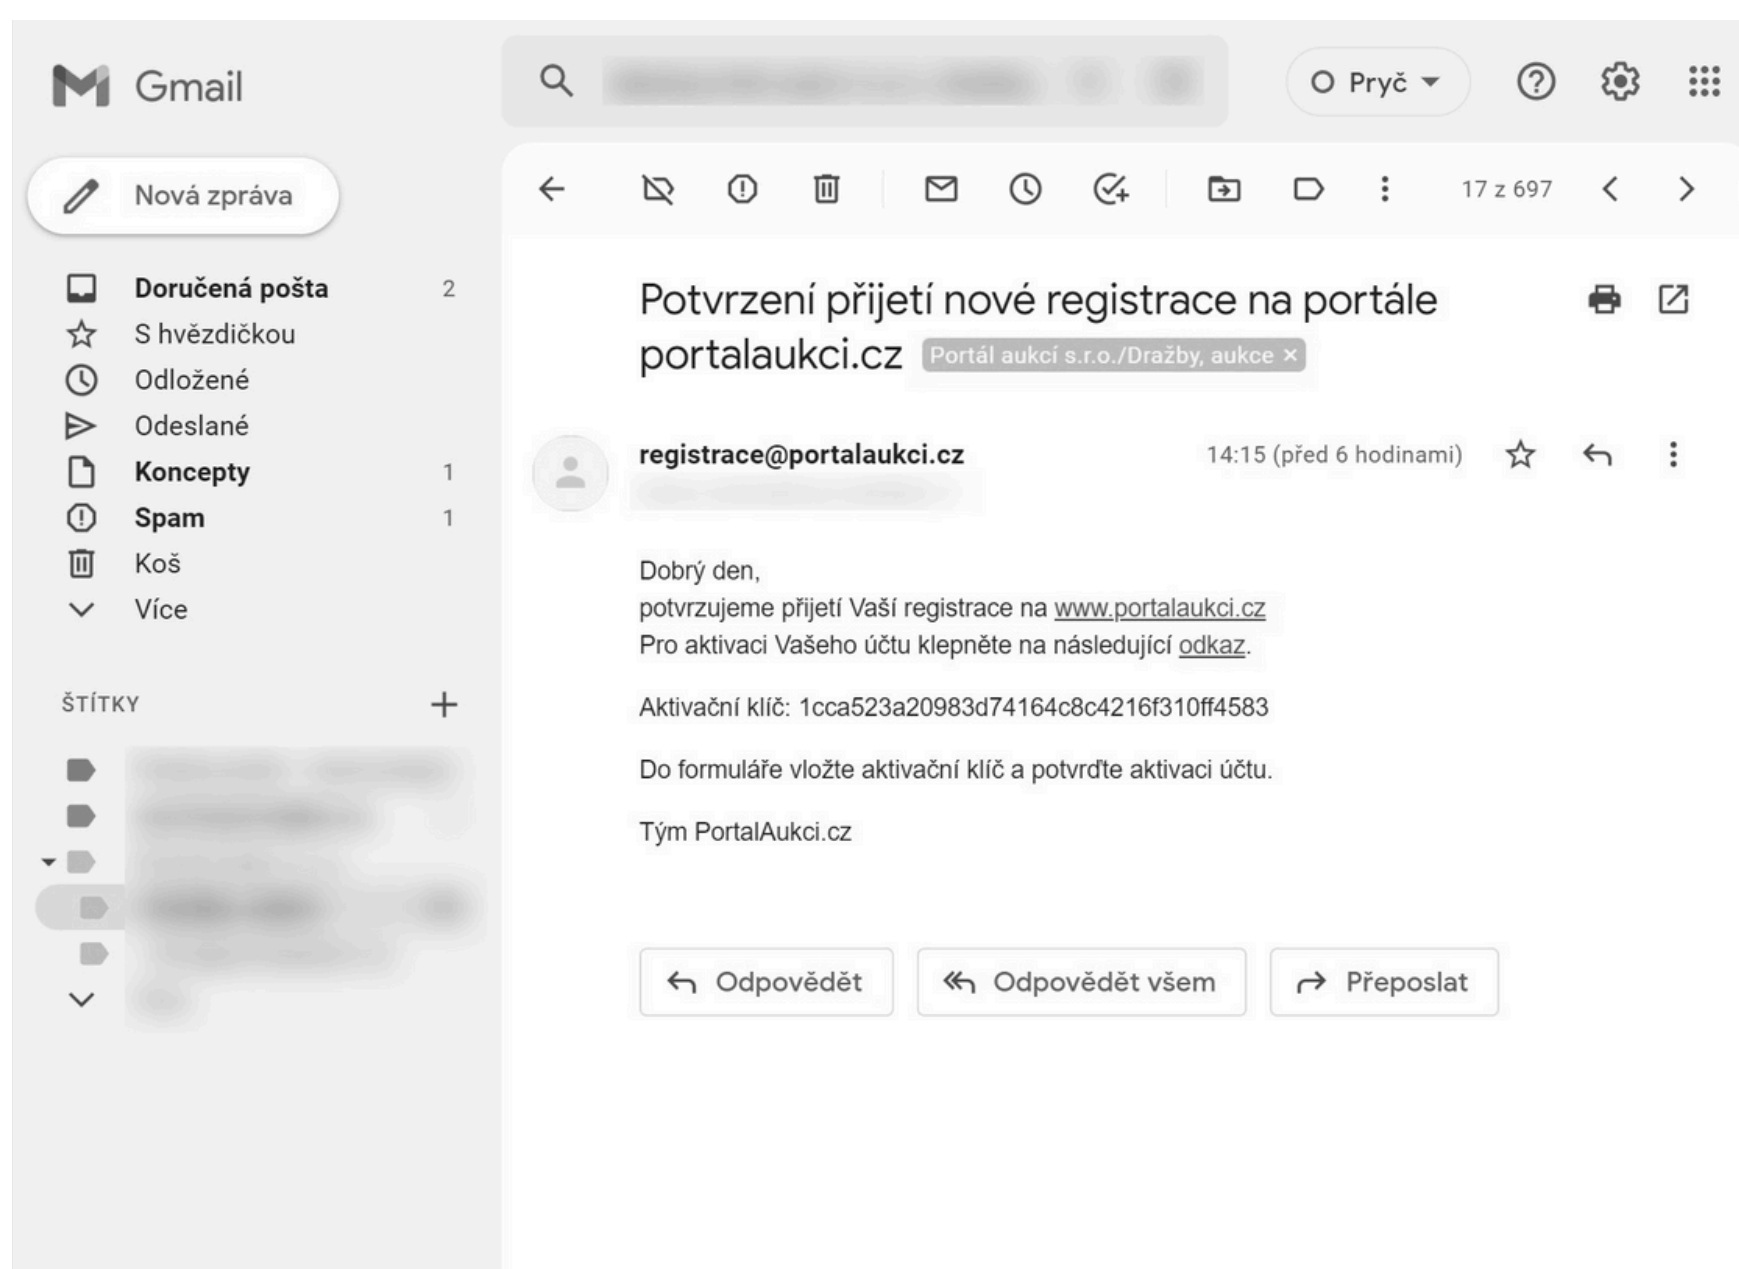 Gmail
Pryč
Nová zpráva
17 z 697
Doručená pošta 2
S hvězdičkou
Odložené
Odeslané
Koncepty 1
Spam 1
Koš
Více
ŠTÍTKY
Potvrzení přijetí nové registrace na portále
portalaukci.cz Portál aukcí s.r.o./Dražby, aukce ×
registrace@portalaukci.cz 14:15 (před 6 hodinami)
Dobrý den,
potvrzujeme přijetí Vaší registrace na www.portalaukci.cz
Pro aktivaci Vašeho účtu klepněte na následující odkaz.
Aktivační klíč: 1cca523a20983d74164c8c4216f310ff4583
Do formuláře vložte aktivační klíč a potvrďte aktivaci účtu.
Tým PortalAukci.cz
Odpovědět Odpovědět všem Přeposlat